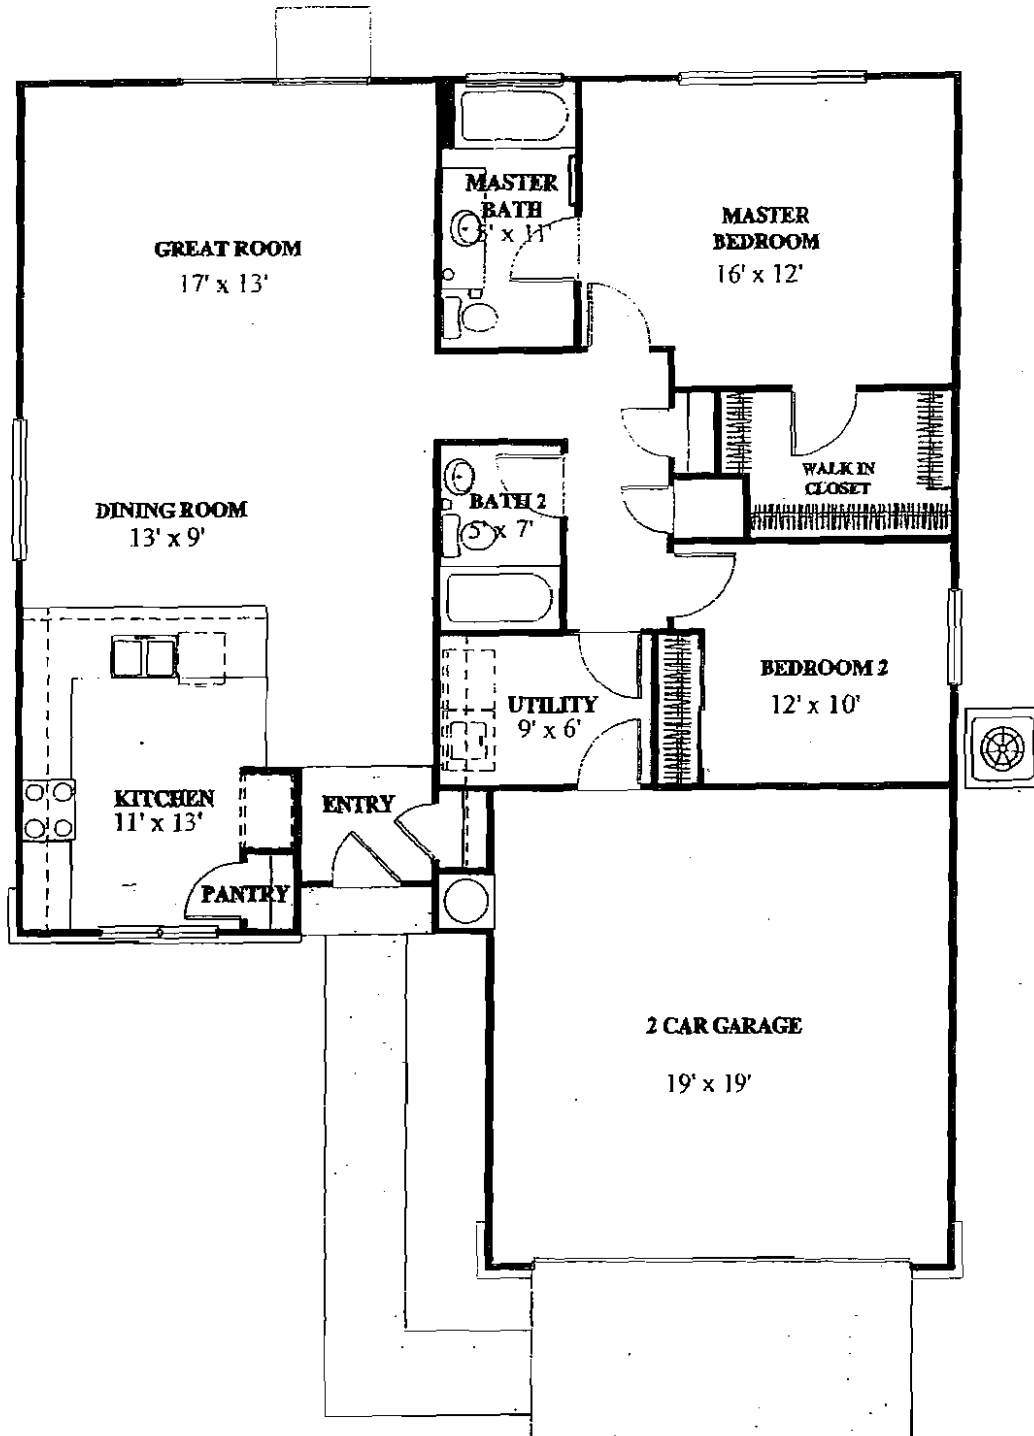 MASTER
BATH
5' x 11'
MASTER
BEDROOM
16' x 12'
GREAT ROOM
17' x 13'
WALK IN
CLOSET
DINING ROOM
13' x 9'
BATH 2
5' x 7'
BEDROOM 2
12' x 10'
UTILITY
9' x 6'
KITCHEN
11' x 13'
ENTRY
PANTRY
2 CAR GARAGE
19' x 19'